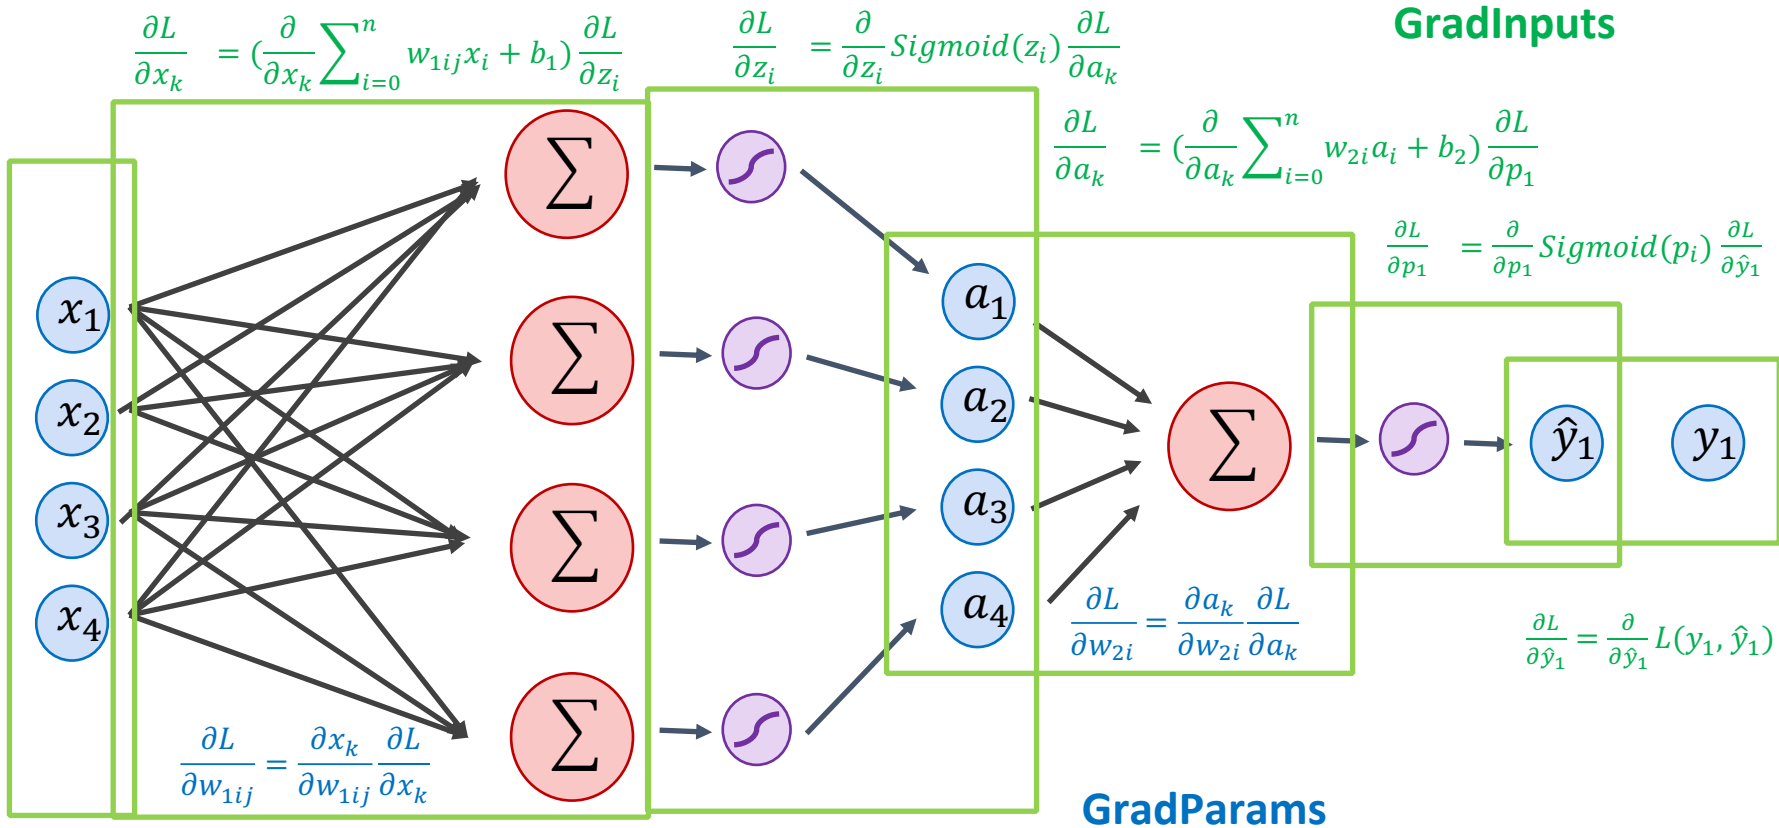 GradInputs
∂L/∂x_k = (∂/∂x_k ∑_{i=0}^{n} w_{1ij}x_i + b_1) ∂L/∂z_i
∂L/∂z_i = ∂/∂z_i Sigmoid(z_i) ∂L/∂a_k
∂L/∂a_k = (∂/∂a_k ∑_{i=0}^{n} w_{2i}a_i + b_2) ∂L/∂p_1
∂L/∂p_1 = ∂/∂p_1 Sigmoid(p_i) ∂L/∂ŷ_1
∑
∑
∑
∑
x_1
x_2
x_3
x_4
a_1
a_2
a_3
a_4
∑
ŷ_1
y_1
∂L/∂w_{2i} = ∂a_k/∂w_{2i} ∂L/∂a_k
∂L/∂ŷ_1 = ∂/∂ŷ_1 L(y_1, ŷ_1)
∂L/∂w_{1ij} = ∂x_k/∂w_{1ij} ∂L/∂x_k
GradParams